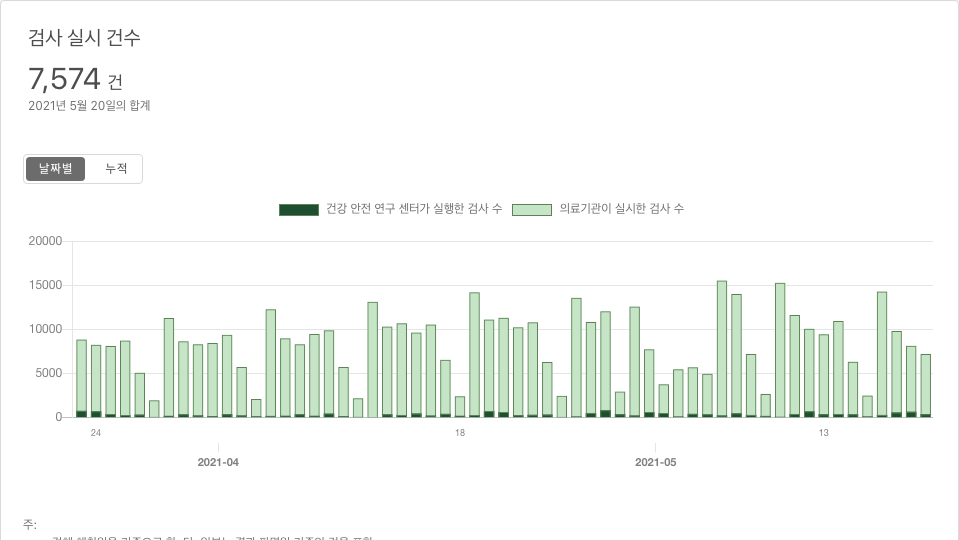 검사 실시 건수
7,574 건
2021년 5월 20일의 합계
날짜별 누적
건강 안전 연구 센터가 실행한 검사 수 의료기관이 실시한 검사 수
20000
15000
10000
5000
0
24 18 13
2021-04 2021-05
주: